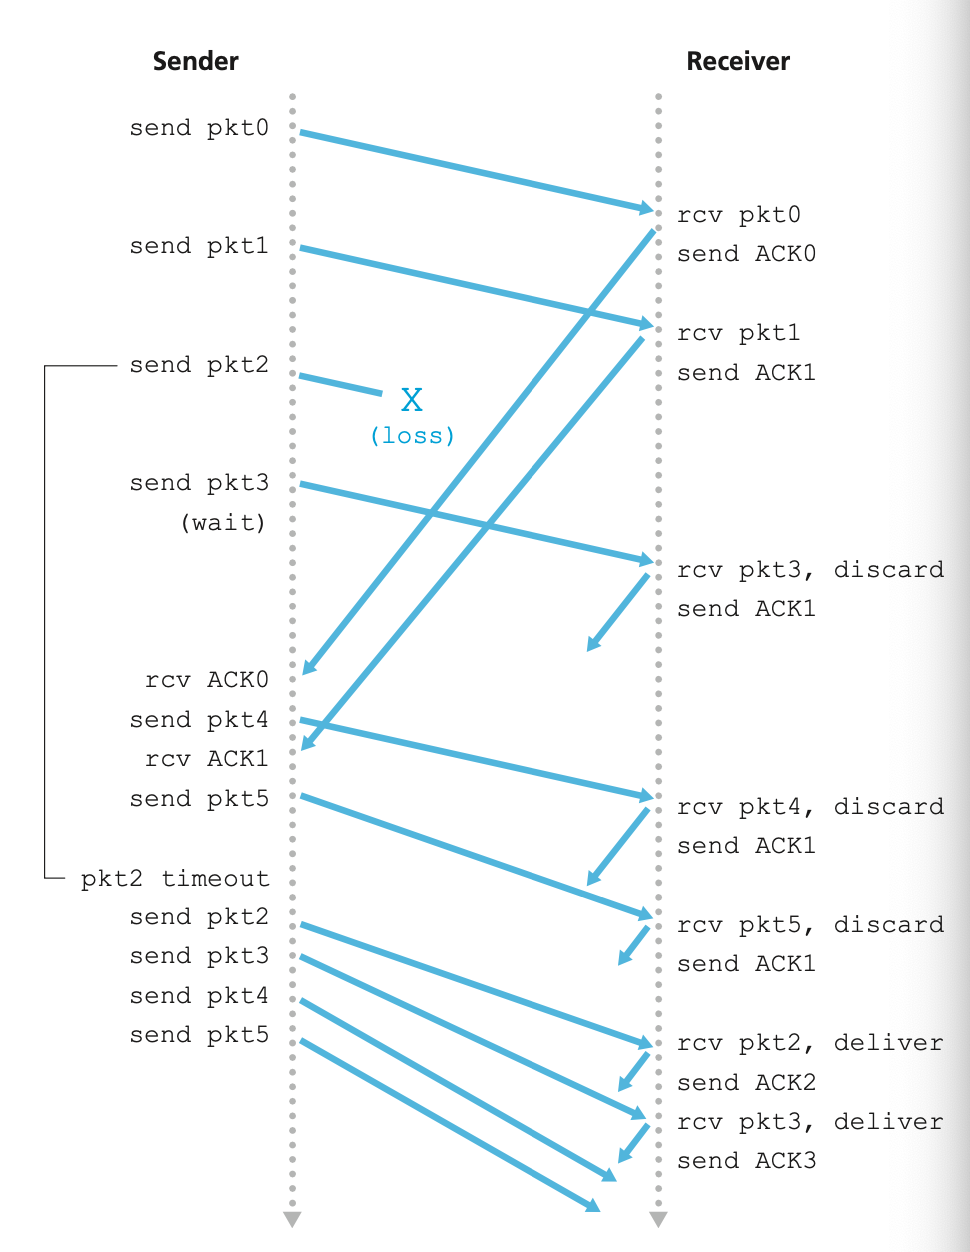 Sender
Receiver
send pkt0
rcv pkt0
send pkt1
send ACK0
rcv pkt1
send pkt2
send ACK1
X
(loss)
send pkt3
(wait)
rcv pkt3, discard
send ACK1
rcv ACK0
send pkt4
rcv ACK1
send pkt5
rcv pkt4, discard
send ACK1
pkt2 timeout
send pkt2
rcv pkt5, discard
send pkt3
send ACK1
send pkt4
send pkt5
rcv pkt2, deliver
send ACK2
rcv pkt3, deliver
send ACK3